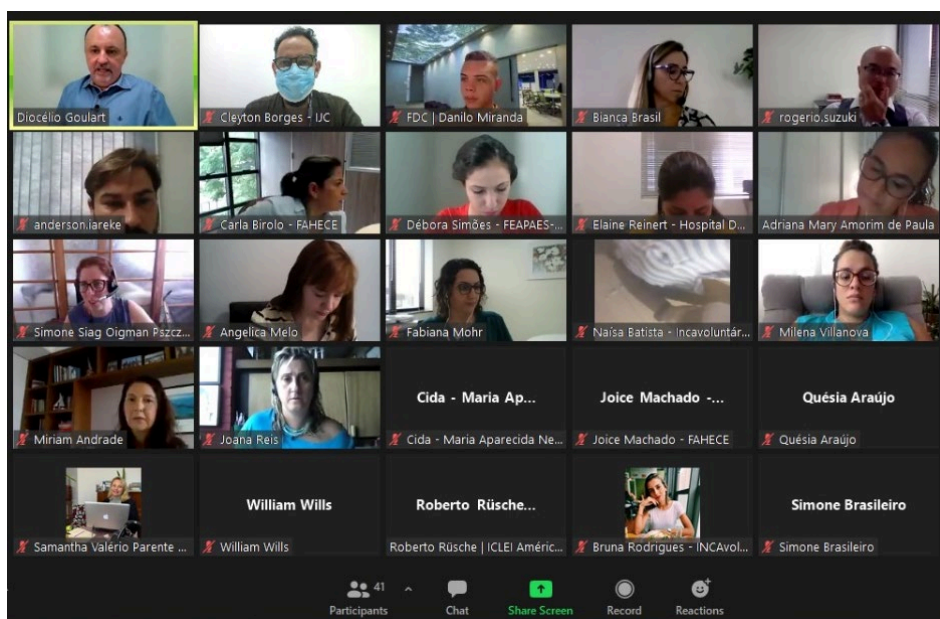 Diocélio Goulart
Cleyton Borges - IJC
FDC | Danilo Miranda
Bianca Brasil
rogerio.suzuki
anderson.iareke
Carla Birolo - FAHECE
Débora Simões - FEAPAES-...
Elaine Reinert - Hospital D...
Adriana Mary Amorim de Paula
Simone Siag Oigman Pszcz...
Angelica Melo
Fabiana Mohr
Naísa Batista - Incavoluntár...
Milena Villanova
Miriam Andrade
Joana Reis
Cida - Maria Ap...
Cida - Maria Aparecida Ne...
Joice Machado -...
Joice Machado - FAHECE
Quésia Araújo
Quésia Araújo
Samantha Valério Parente ...
William Wills
William Wills
Roberto Rüsche...
Roberto Rüsche | ICLEI Améric...
Bruna Rodrigues - INCAvol...
Simone Brasileiro
Simone Brasileiro
41
Participants
Chat
Share Screen
Record
Reactions